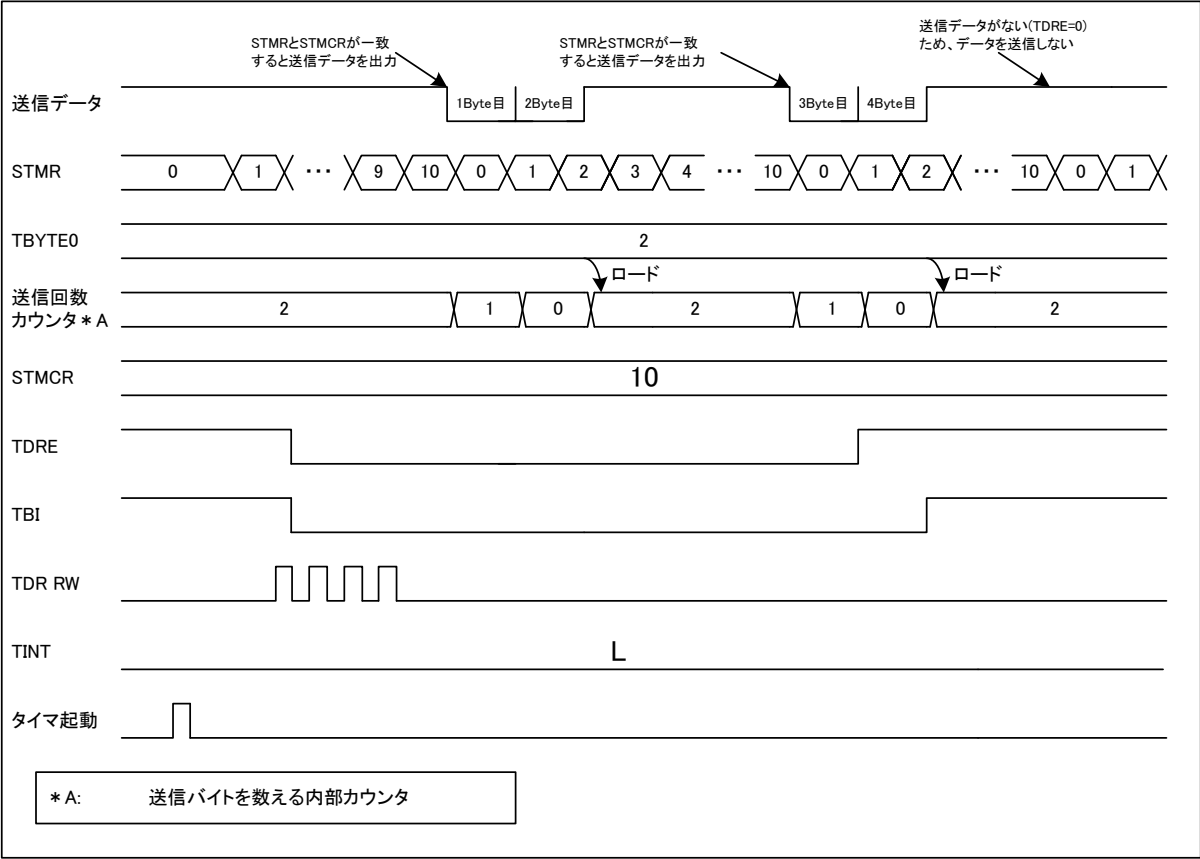 STMRとSTMCRが一致
すると送信データを出力
STMRとSTMCRが一致
すると送信データを出力
送信データがない(TDRE=0)
ため、データを送信しない
送信データ 1Byte目 2Byte目 3Byte目 4Byte目
STMR 0 1 ・・・ 9 10 0 1 2 3 4 ・・・ 10 0 1 2 ・・・ 10 0 1
TBYTE0 2
ロード ロード
送信回数
カウンタ＊A 2 1 0 2 1 0 2
STMCR 10
TDRE
TBI
TDR RW
TINT L
タイマ起動
＊A: 送信バイトを数える内部カウンタ